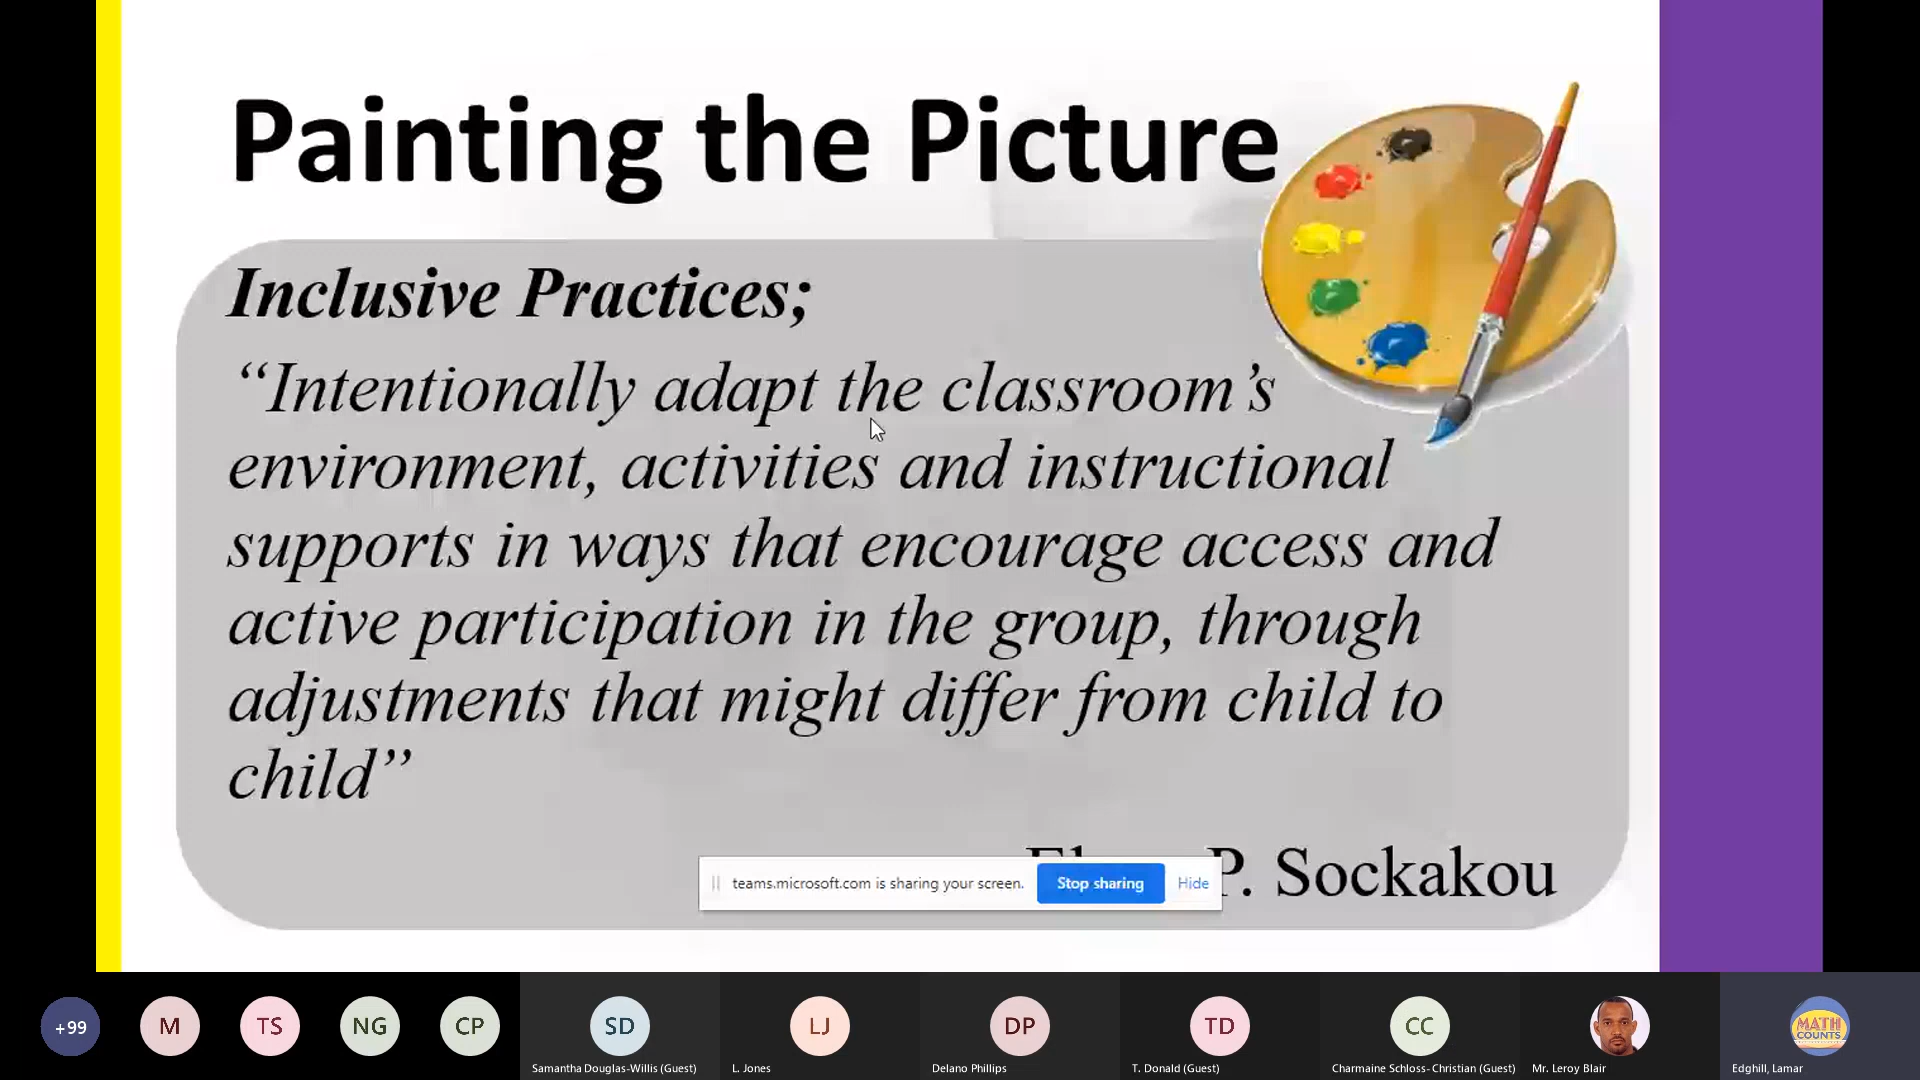 Painting the Picture
Inclusive Practices;
“Intentionally adapt the classroom’s
environment, activities and instructional
supports in ways that encourage access and
active participation in the group, through
adjustments that might differ from child to
child”
P. Sockakou
teams.microsoft.com is sharing your screen. Stop sharing Hide
+99 M TS NG CP SD LJ DP TD CC MATH COUNTS
Samantha Douglas-Willis (Guest) L. Jones Delano Phillips T. Donald (Guest) Charmaine Schloss- Christian (Guest) Mr. Leroy Blair Edghill, Lamar